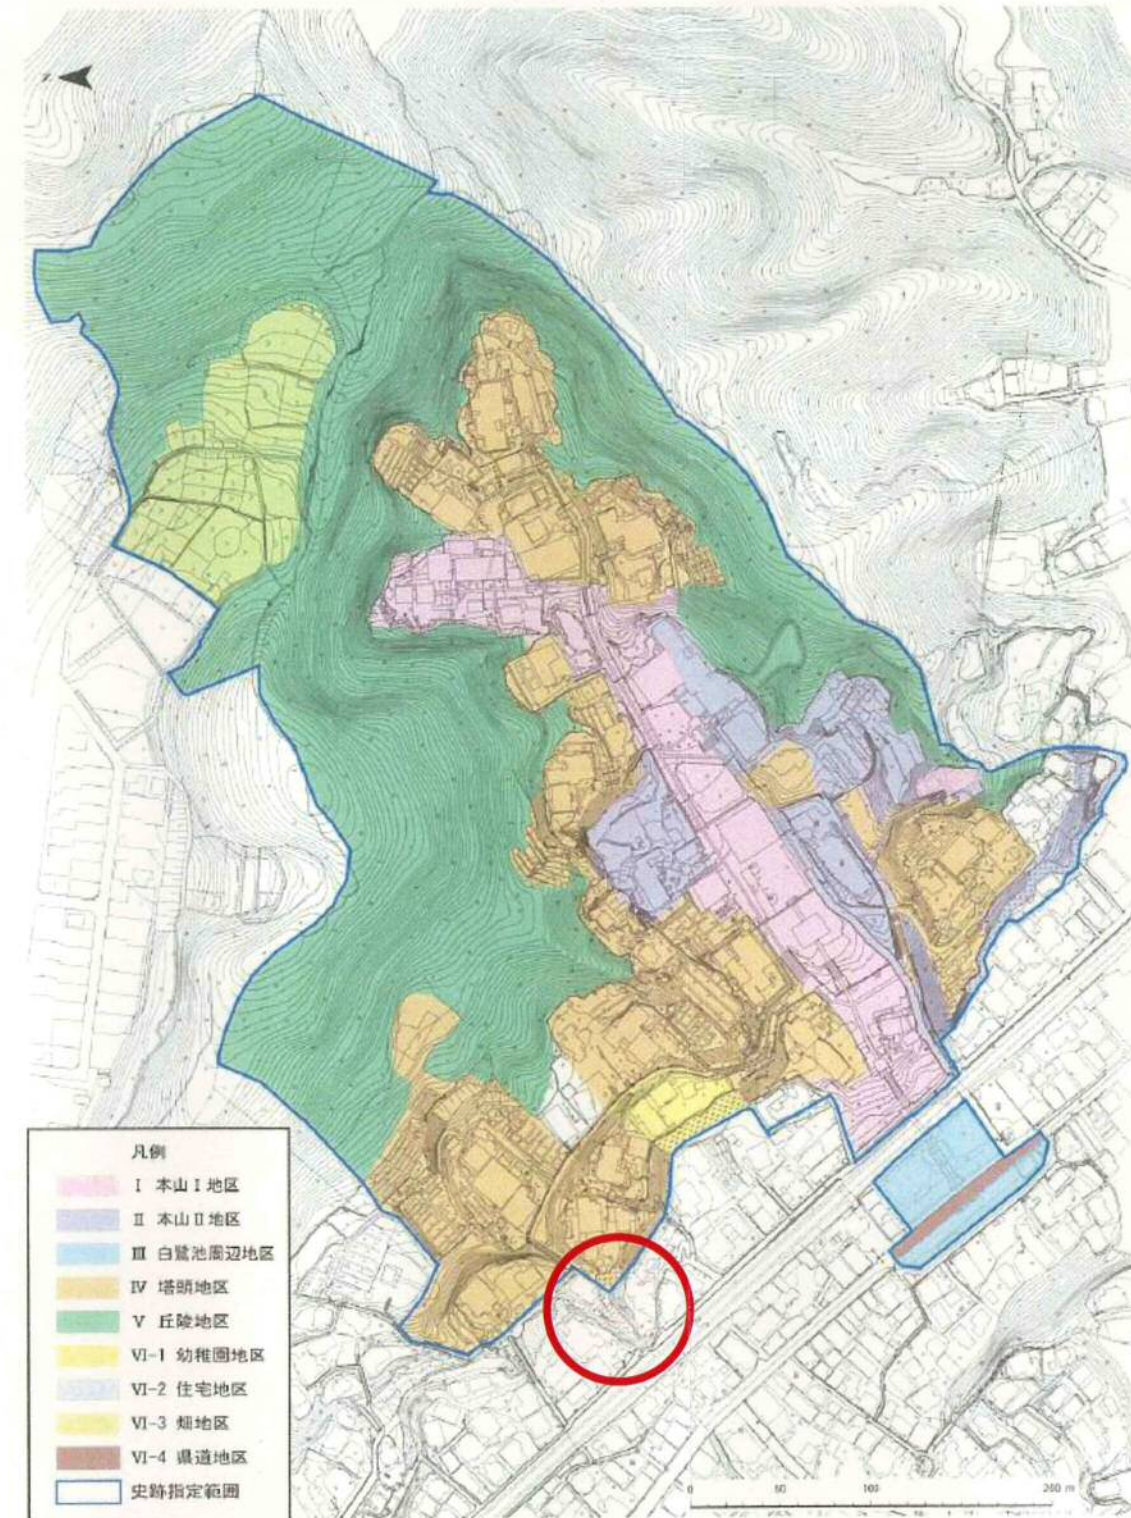 N
凡例
I 本山I地区
II 本山II地区
III 白鷺池周辺地区
IV 塔頭地区
V 丘陵地区
VI-1 幼稚園地区
VI-2 住宅地区
VI-3 畑地区
VI-4 県道地区
史跡指定範囲
0 50 100 200 m